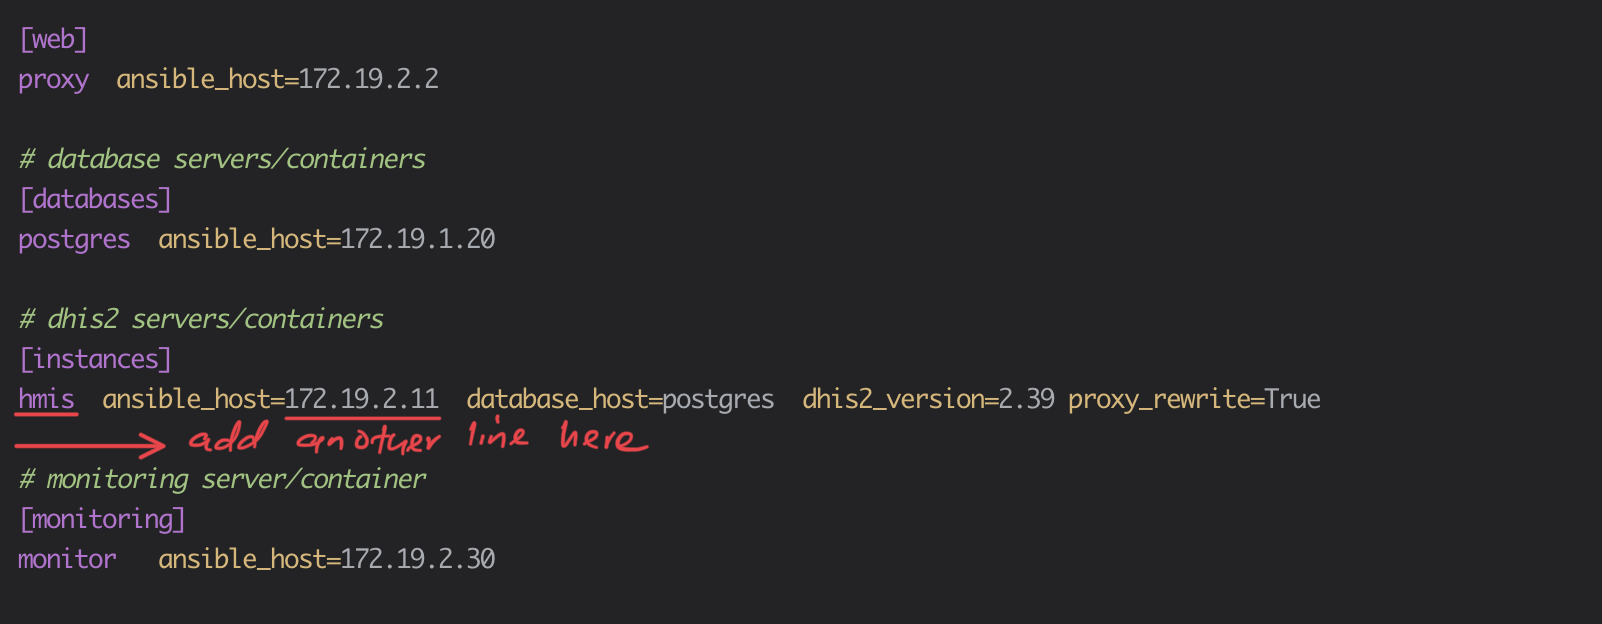 [web]
proxy  ansible_host=172.19.2.2
# database servers/containers
[databases]
postgres  ansible_host=172.19.1.20
# dhis2 servers/containers
[instances]
hmis  ansible_host=172.19.2.11  database_host=postgres  dhis2_version=2.39 proxy_rewrite=True
add another line here
# monitoring server/container
[monitoring]
monitor   ansible_host=172.19.2.30